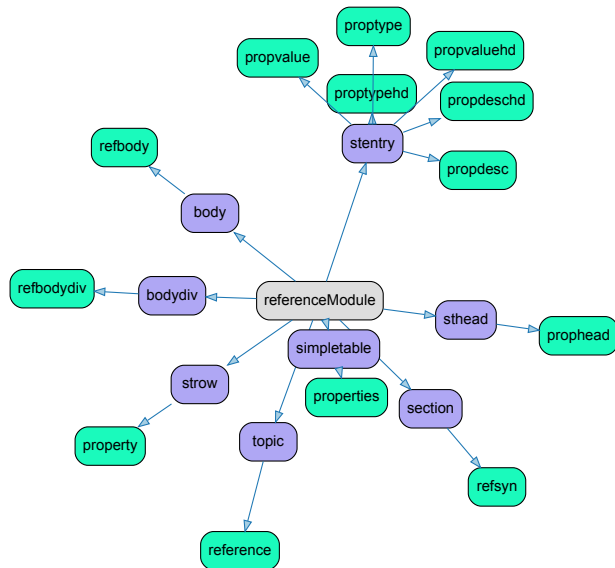 proptype
propvalue
propvaluehd
proptypehd
propdeschd
stentry
refbody
propdesc
body
refbodydiv
bodydiv
referenceModule
sthead
prophead
simpletable
strow
properties
section
property
topic
refsyn
reference